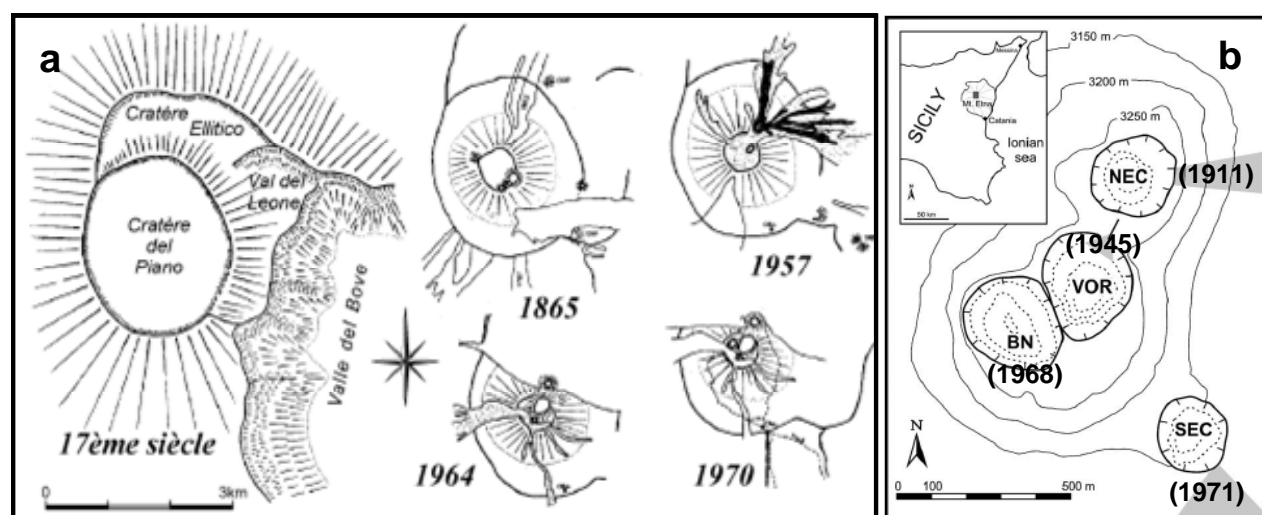 a
Cratère
Ellitico
Val del
Leone
Cratère
del
Piano
Valle del Bove
17ème siècle
0 3km
1865
1957
1964
1970
b
3150 m
3200 m
3250 m
SICILY
Messina
Mt. Etna
Catania
Ionian
sea
N
50 km
NEC
(1911)
(1945)
VOR
BN
(1968)
SEC
(1971)
N
0 100 500 m